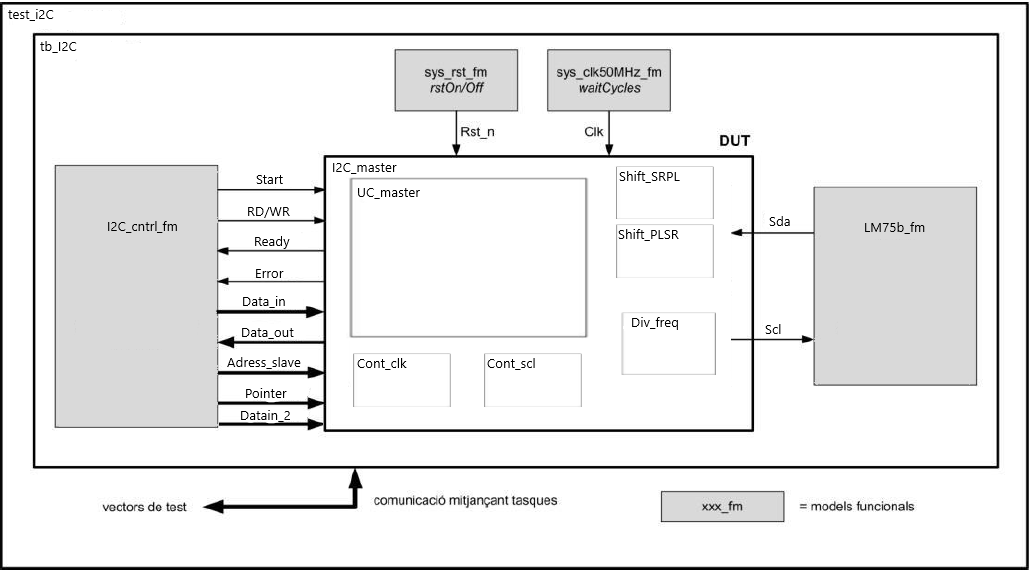 test_i2C
tb_I2C
sys_rst_fm
rstOn/Off
sys_clk50MHz_fm
waitCycles
Rst_n
Clk
DUT
I2C_master
UC_master
Shift_SRPL
Shift_PLSR
Div_freq
Cont_clk
Cont_scl
I2C_cntrl_fm
Start
RD/WR
Ready
Error
Data_in
Data_out
Adress_slave
Pointer
Datain_2
Sda
Scl
LM75b_fm
vectors de test
comunicació mitjançant tasques
xxx_fm
= models funcionals